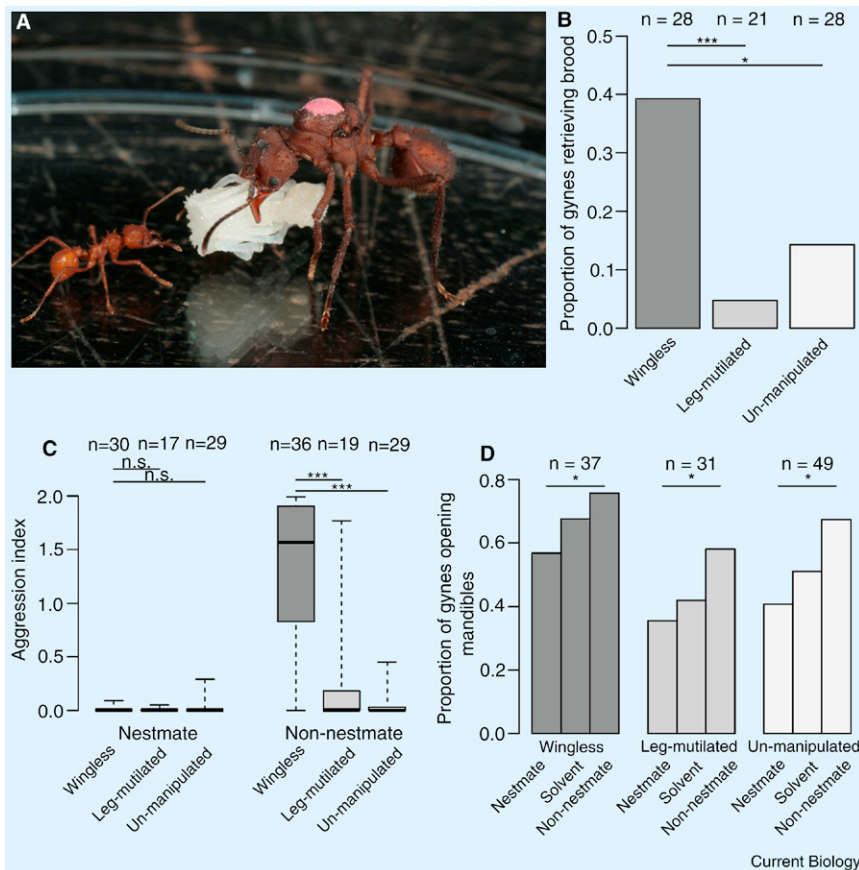 A
B
n = 28 n = 21 n = 28
***
*
Proportion of gynes retrieving brood
0.5
0.4
0.3
0.2
0.1
0.0
Wingless
Leg-mutilated
Un-manipulated
C
n=30 n=17 n=29
n.s.
n.s.
n=36 n=19 n=29
***
***
Aggression index
2.0
1.5
1.0
0.5
0.0
Nestmate
Non-nestmate
Wingless
Leg-mutilated
Un-manipulated
Wingless
Leg-mutilated
Un-manipulated
D
n = 37 n = 31 n = 49
* * *
Proportion of gynes opening
mandibles
0.8
0.6
0.4
0.2
0.0
Wingless Leg-mutilated Un-manipulated
Nestmate
Solvent
Non-nestmate
Nestmate
Solvent
Non-nestmate
Nestmate
Solvent
Non-nestmate
Current Biology